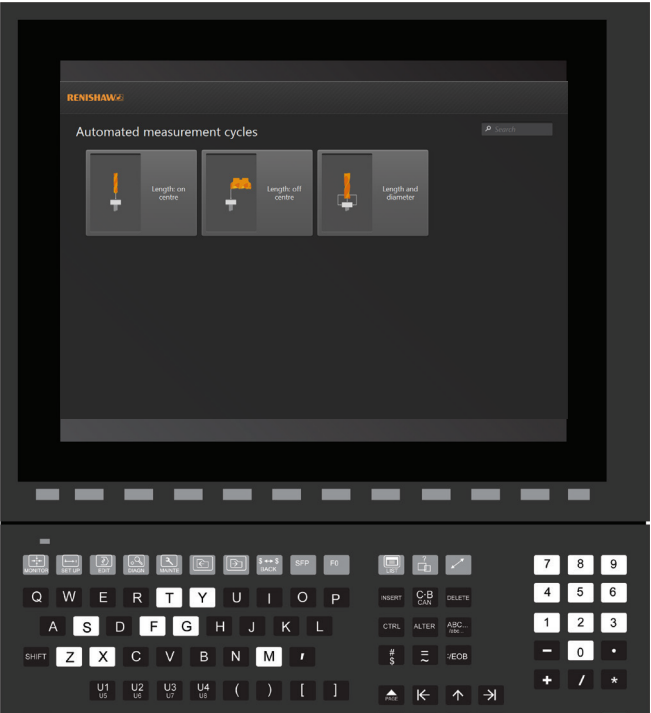 RENISHAW
Automated measurement cycles
Search
Length: on
centre
Length: off
centre
Length and
diameter
MONITOR SET UP EDIT DIAGN MAINTE $ $ BACK SFP F0 LIST ? 7 8 9
Q W E R T Y U I O P INSERT C·B CAN DELETE 4 5 6
A S D F G H J K L CTRL ALTER ABC... /abc... 1 2 3
SHIFT Z X C V B N M ' # $ = ~ ;/EOB - 0 •
U1 U2 U3 U4 ( ) [ ] PAGE + / *
U5 U6 U7 U8